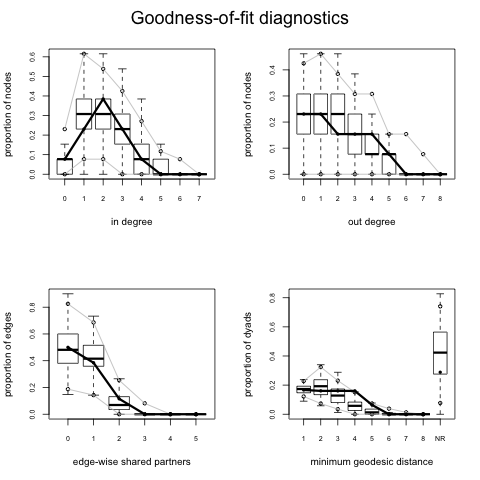 Goodness-of-fit diagnostics
proportion of nodes
0.0 0.1 0.2 0.3 0.4 0.5 0.6
0 1 2 3 4 5 6 7
in degree
proportion of nodes
0.0 0.1 0.2 0.3 0.4
0 1 2 3 4 5 6 8
out degree
proportion of edges
0.0 0.2 0.4 0.6 0.8
0 1 2 3 4 5
edge-wise shared partners
proportion of dyads
0.0 0.2 0.4 0.6 0.8
1 2 3 4 5 6 7 8 NR
minimum geodesic distance